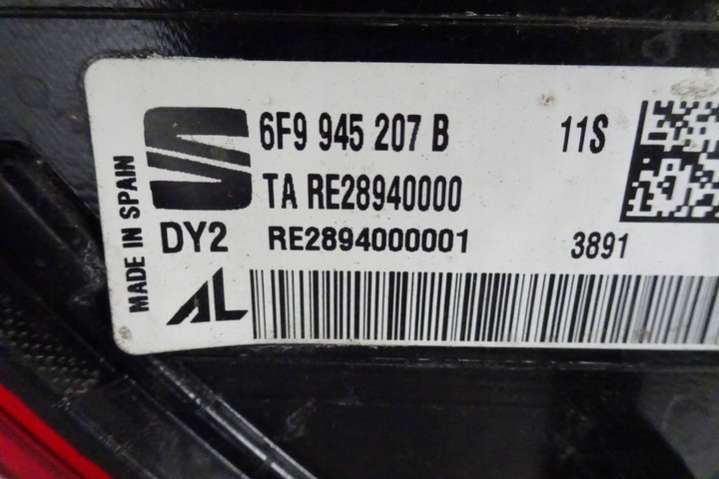 6F9 945 207 B 11S
TA RE28940000
DY2 RE2894000001 3891
AL
MADE IN SPAIN